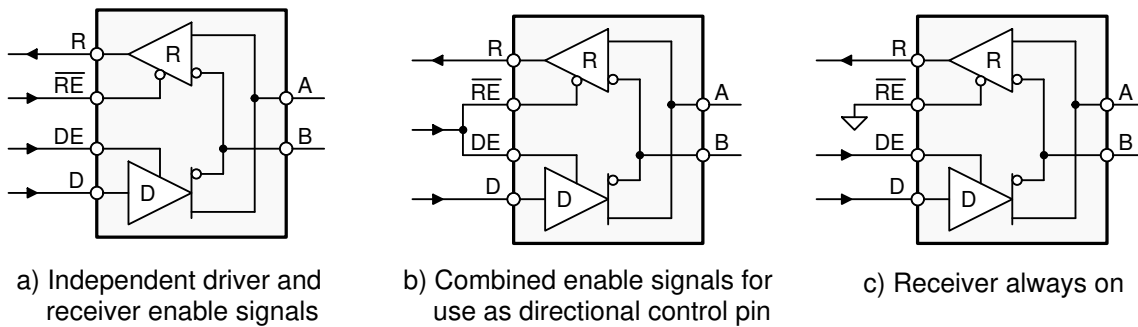 R
R
RE
A
DE
B
D
D
a) Independent driver and
receiver enable signals
R
R
RE
A
DE
B
D
D
b) Combined enable signals for
use as directional control pin
R
R
RE
A
DE
B
D
D
c) Receiver always on